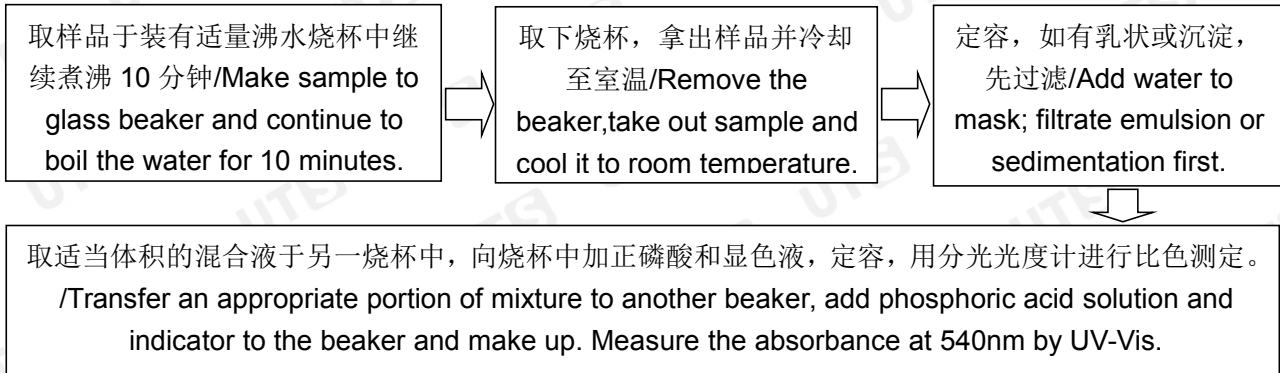 取样品于装有适量沸水烧杯中继
续煮沸 10 分钟/Make sample to
glass beaker and continue to
boil the water for 10 minutes.
取下烧杯，拿出样品并冷却
至室温/Remove the
beaker,take out sample and
cool it to room temperature.
定容，如有乳状或沉淀，
先过滤/Add water to
mask; filtrate emulsion or
sedimentation first.
取适当体积的混合液于另一烧杯中，向烧杯中加正磷酸和显色液，定容，用分光光度计进行比色测定。
/Transfer an appropriate portion of mixture to another beaker, add phosphoric acid solution and
indicator to the beaker and make up. Measure the absorbance at 540nm by UV-Vis.